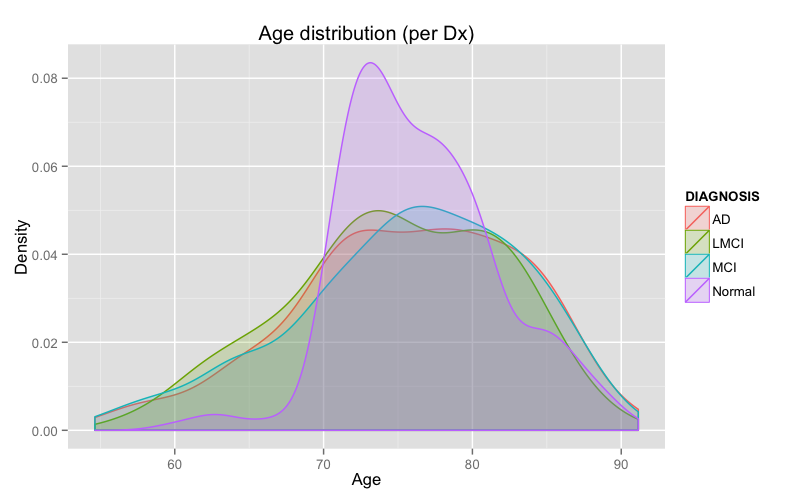 Age distribution (per Dx)
Density
0.08
0.06
0.04
0.02
0.00
60 70 80 90
Age
DIAGNOSIS
AD
LMCI
MCI
Normal